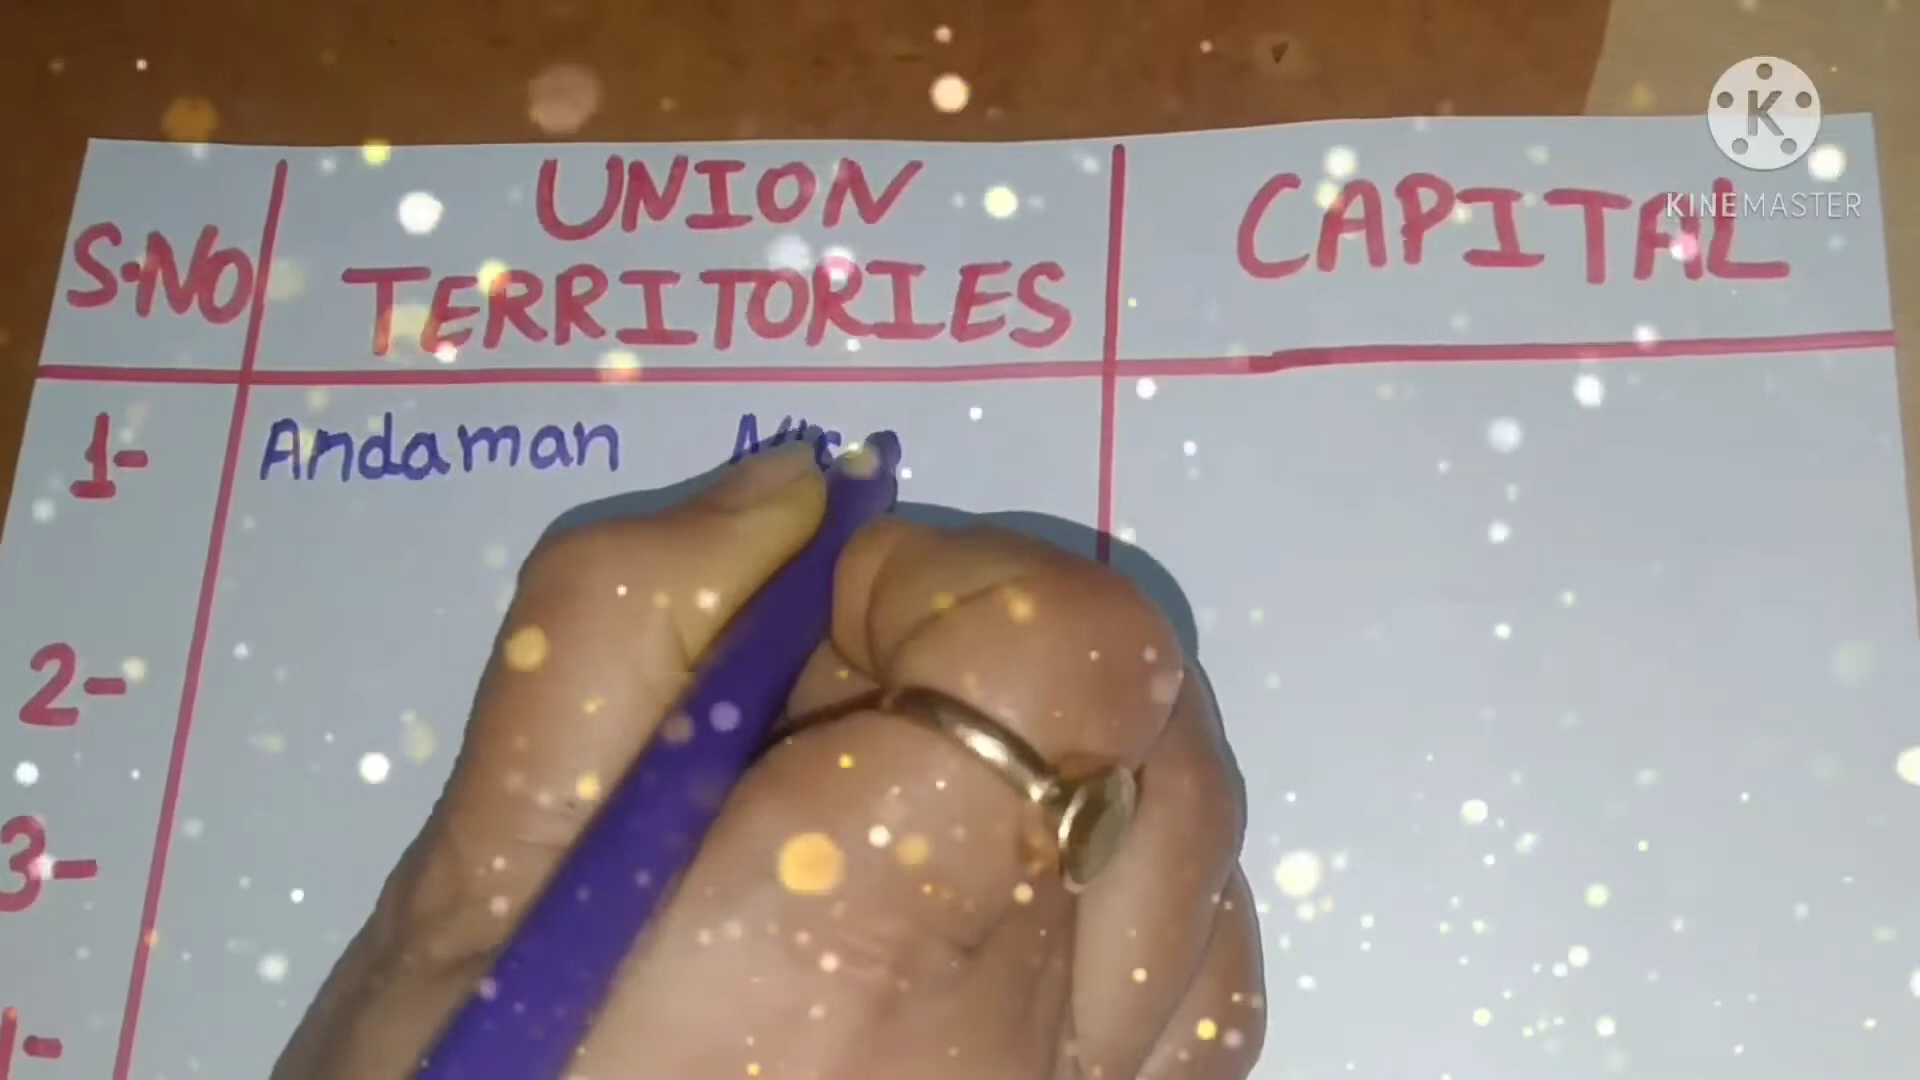 K
KINEMASTER
S.NO
UNION
TERRITORIES
CAPITAL
1- Andaman
2-
3-